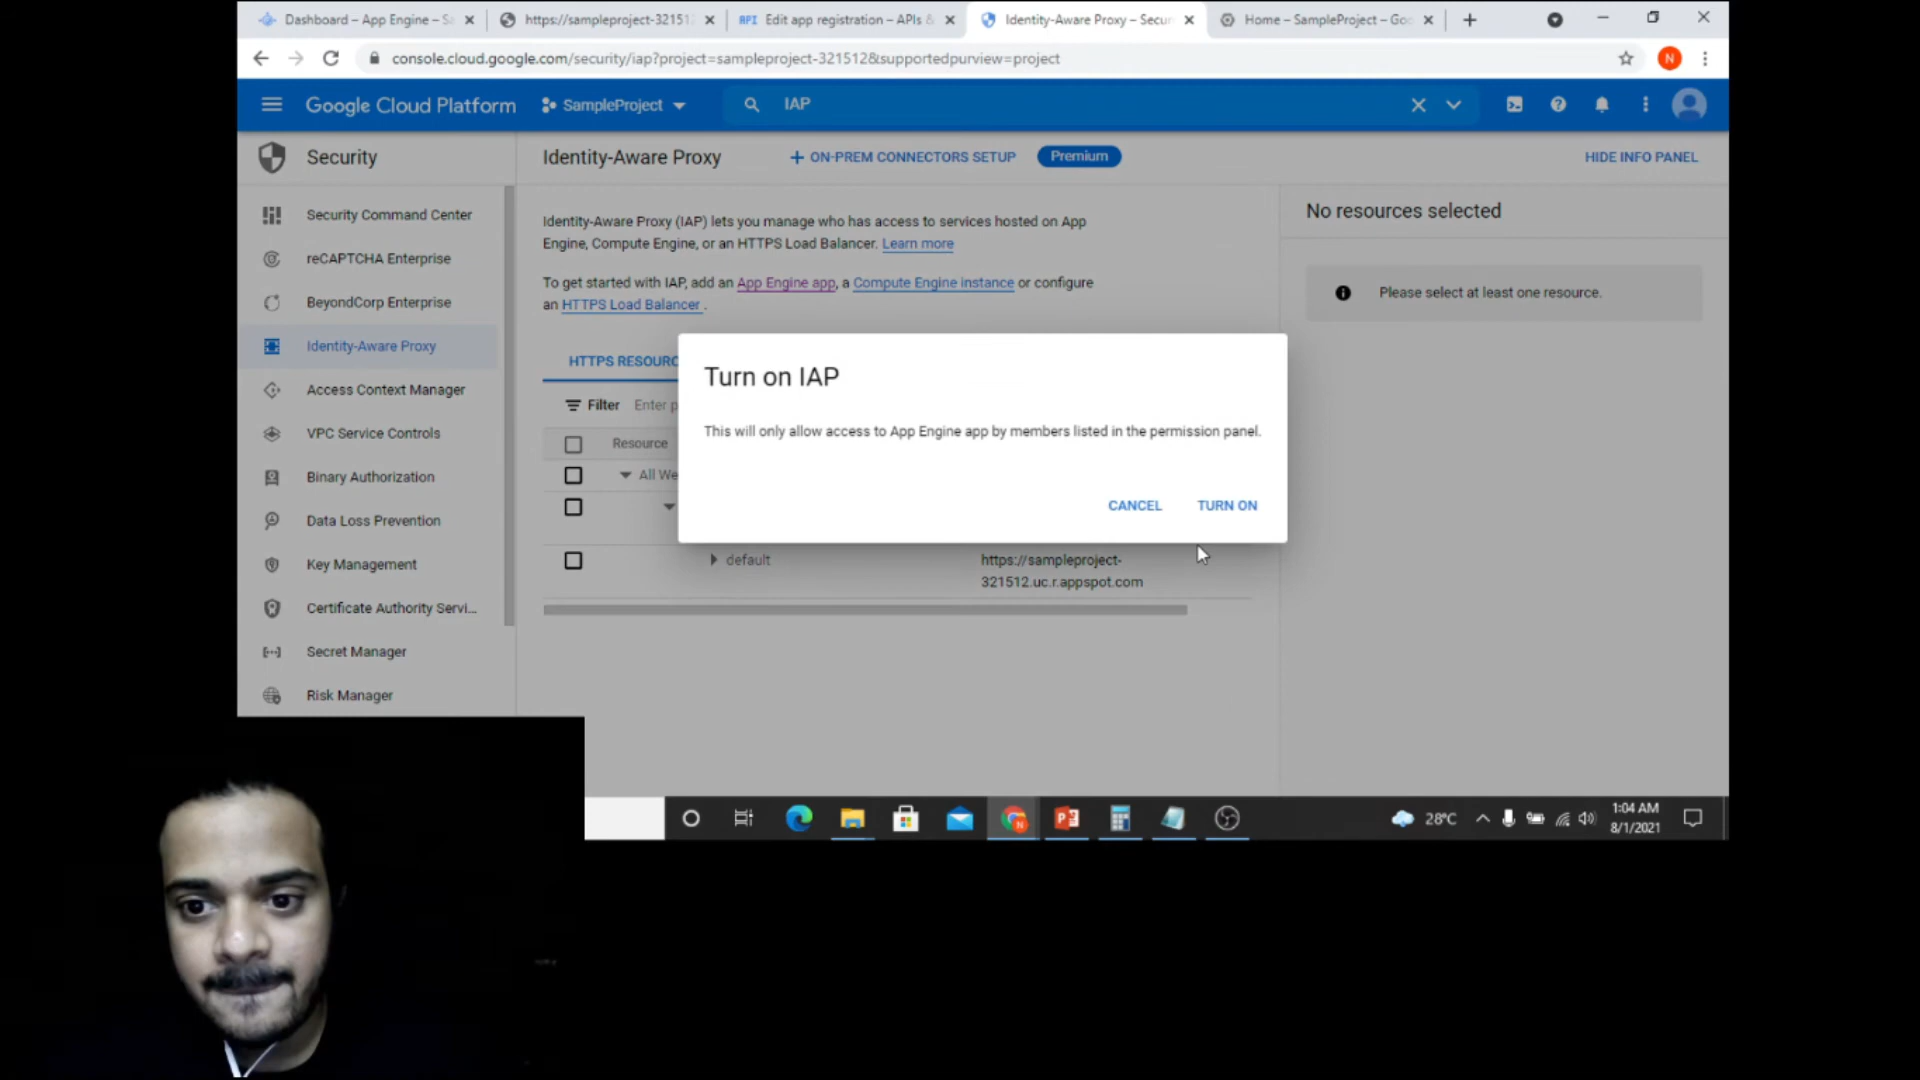 Dashboard – App Engine – Sa
https://sampleproject-32151
API Edit app registration – APIs &
Identity-Aware Proxy – Secur
Home – SampleProject – Goo
console.cloud.google.com/security/iap?project=sampleproject-321512&supportedpurview=project
N
Google Cloud Platform
SampleProject
IAP
Security
Identity-Aware Proxy
ON-PREM CONNECTORS SETUP
Premium
HIDE INFO PANEL
Security Command Center
reCAPTCHA Enterprise
BeyondCorp Enterprise
Identity-Aware Proxy
Access Context Manager
VPC Service Controls
Binary Authorization
Data Loss Prevention
Key Management
Certificate Authority Servi...
Secret Manager
Risk Manager
Identity-Aware Proxy (IAP) lets you manage who has access to services hosted on App
Engine, Compute Engine, or an HTTPS Load Balancer. Learn more
To get started with IAP, add an App Engine app, a Compute Engine instance or configure
an HTTPS Load Balancer .
HTTPS RESOURC
Filter Enter p
Resource
All We
default
https://sampleproject-
321512.uc.r.appspot.com
Turn on IAP
This will only allow access to App Engine app by members listed in the permission panel.
CANCEL
TURN ON
No resources selected
Please select at least one resource.
28°C
1:04 AM
8/1/2021